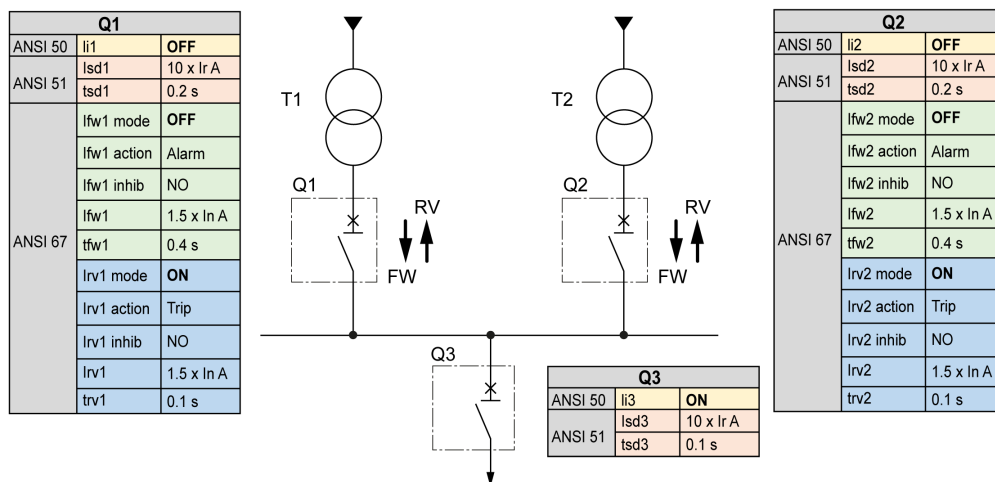 Q1
ANSI 50 Ii1 OFF
ANSI 51 Isd1 10 x Ir A
tsd1 0.2 s
ANSI 67 Ifw1 mode OFF
Ifw1 action Alarm
Ifw1 inhib NO
Ifw1 1.5 x In A
tfw1 0.4 s
Irv1 mode ON
Irv1 action Trip
Irv1 inhib NO
Irv1 1.5 x In A
trv1 0.1 s
T1
Q1
RV
FW
T2
Q2
RV
FW
Q3
Q3
ANSI 50 Ii3 ON
ANSI 51 Isd3 10 x Ir A
tsd3 0.1 s
Q2
ANSI 50 Ii2 OFF
ANSI 51 Isd2 10 x Ir A
tsd2 0.2 s
ANSI 67 Ifw2 mode OFF
Ifw2 action Alarm
Ifw2 inhib NO
Ifw2 1.5 x In A
tfw2 0.4 s
Irv2 mode ON
Irv2 action Trip
Irv2 inhib NO
Irv2 1.5 x In A
trv2 0.1 s